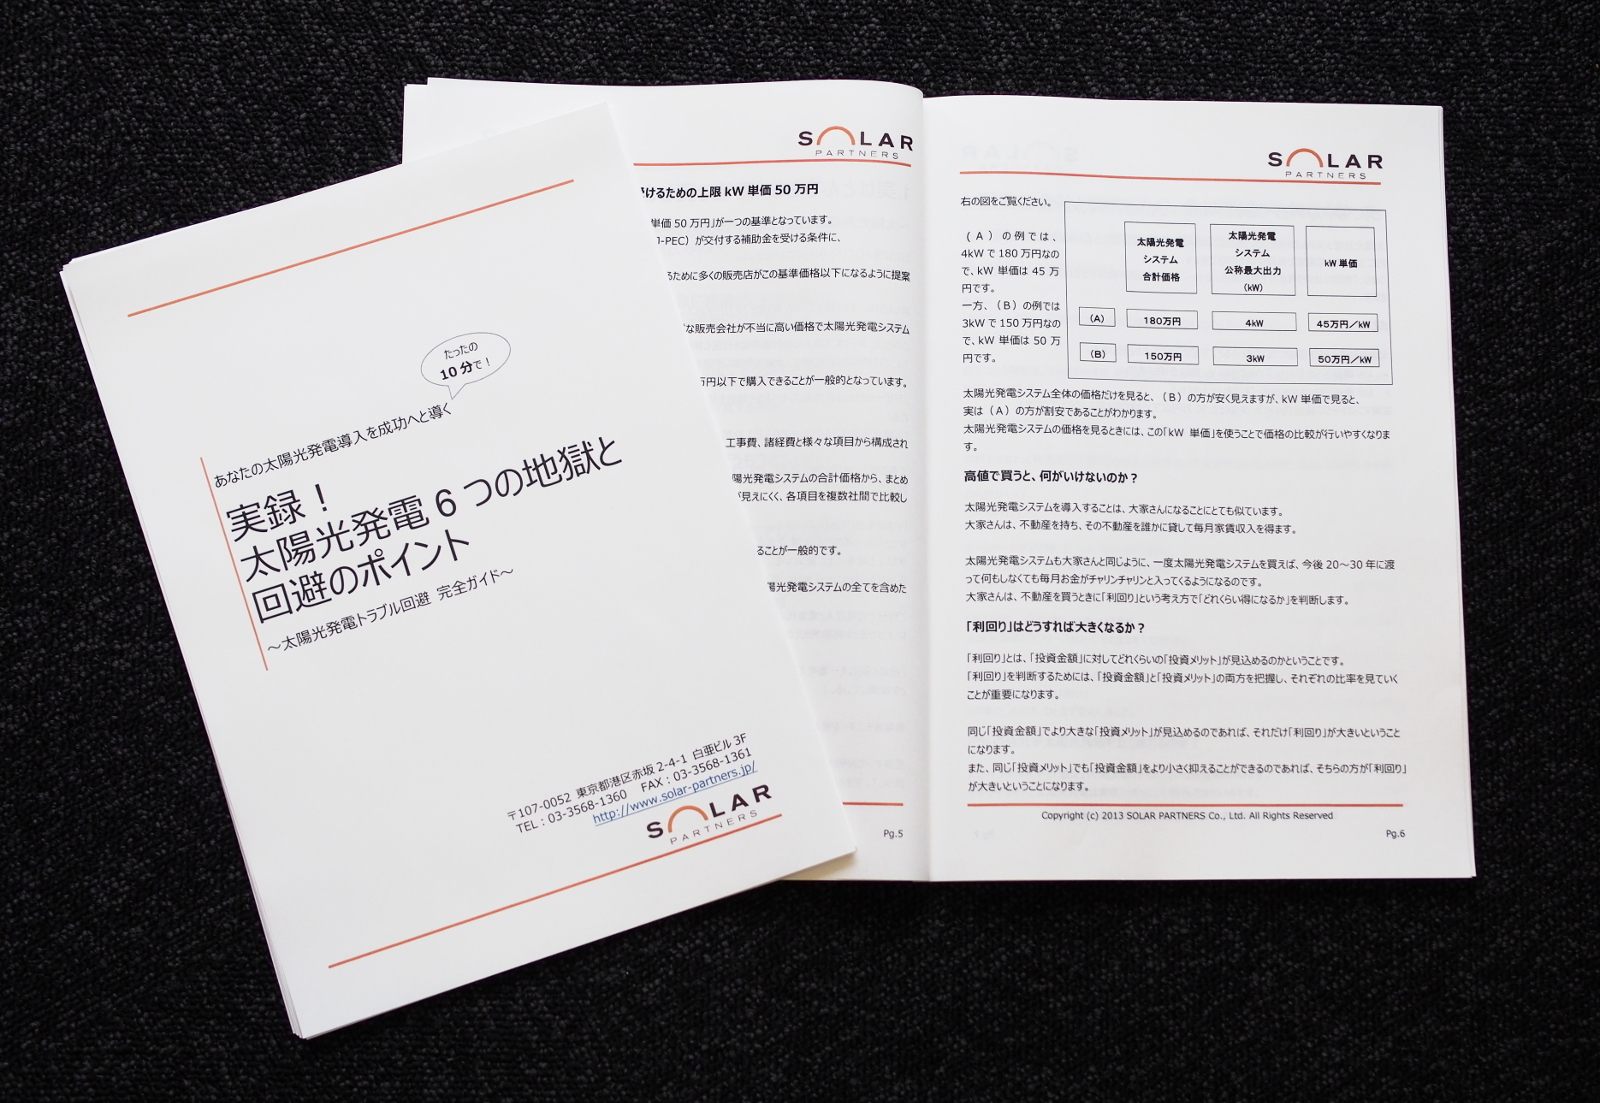 たったの
10分で！
あなたの太陽光発電導入を成功へと導く
実録！
太陽光発電６つの地獄と
回避のポイント
～太陽光発電トラブル回避 完全ガイド～
〒107-0052 東京都港区赤坂 2-4-1 白亜ビル 3F
TEL：03-3568-1360 FAX：03-3568-1361
http://www.solar-partners.jp/
SOLAR
PARTNERS
SOLAR
PARTNERS
けるための上限 kW 単価 50 万円
単価 50 万円」が一つの基準となっています。
J-PEC）が交付する補助金を受ける条件に、
ために多くの販売店がこの基準価格以下になるように提案
な販売会社が不当に高い価格で太陽光発電システム
万円以下で購入できることが一般的となっています。
工事費、諸経費と様々な項目から構成され
陽光発電システムの合計価格から、まとめ
が見えにくく、各項目を複数社間で比較し
ることが一般的です。
陽光発電システムの全てを含めた
Pg.5
SOLAR
PARTNERS
右の図をご覧ください。
（Ａ）の例では、
4kW で 180 万円なの
で、kW 単価は 45 万
円です。
一方、（Ｂ）の例では
3kW で 150 万円なの
で、kW 単価は 50 万
円です。
太陽光発電
システム
合計価格
太陽光発電
システム
公称最大出力
（kW）
kW 単価
（A） 180万円 4kW 45万円／kW
（B） 150万円 3kW 50万円／kW
太陽光発電システム全体の価格だけを見ると、（Ｂ）の方が安く見えますが、kW 単価で見ると、
実は（Ａ）の方が割安であることがわかります。
太陽光発電システムの価格を見るときには、この「kW 単価」を使うことで価格の比較が行いやすくなりま
す。
高値で買うと、何がいけないのか？
太陽光発電システムを導入することは、大家さんになることにとても似ています。
大家さんは、不動産を持ち、その不動産を誰かに貸して毎月家賃収入を得ます。
太陽光発電システムも大家さんと同じように、一度太陽光発電システムを買えば、今後 20～30 年に渡
って何もしなくても毎月お金がチャリンチャリンと入ってくるようになるのです。
大家さんは、不動産を買うときに「利回り」という考え方で「どれくらい得になるか」を判断します。
「利回り」はどうすれば大きくなるか？
「利回り」とは、「投資金額」に対してどれくらいの「投資メリット」が見込めるのかということです。
「利回り」を判断するためには、「投資金額」と「投資メリット」の両方を把握し、それぞれの比率を見ていく
ことが重要になります。
同じ「投資金額」でより大きな「投資メリット」が見込めるのであれば、それだけ「利回り」が大きいということ
になります。
また、同じ「投資メリット」でも「投資金額」をより小さく抑えることができるのであれば、そちらの方が「利回り」
が大きいということになります。
Copyright (c) 2013 SOLAR PARTNERS Co., Ltd. All Rights Reserved
Pg.6